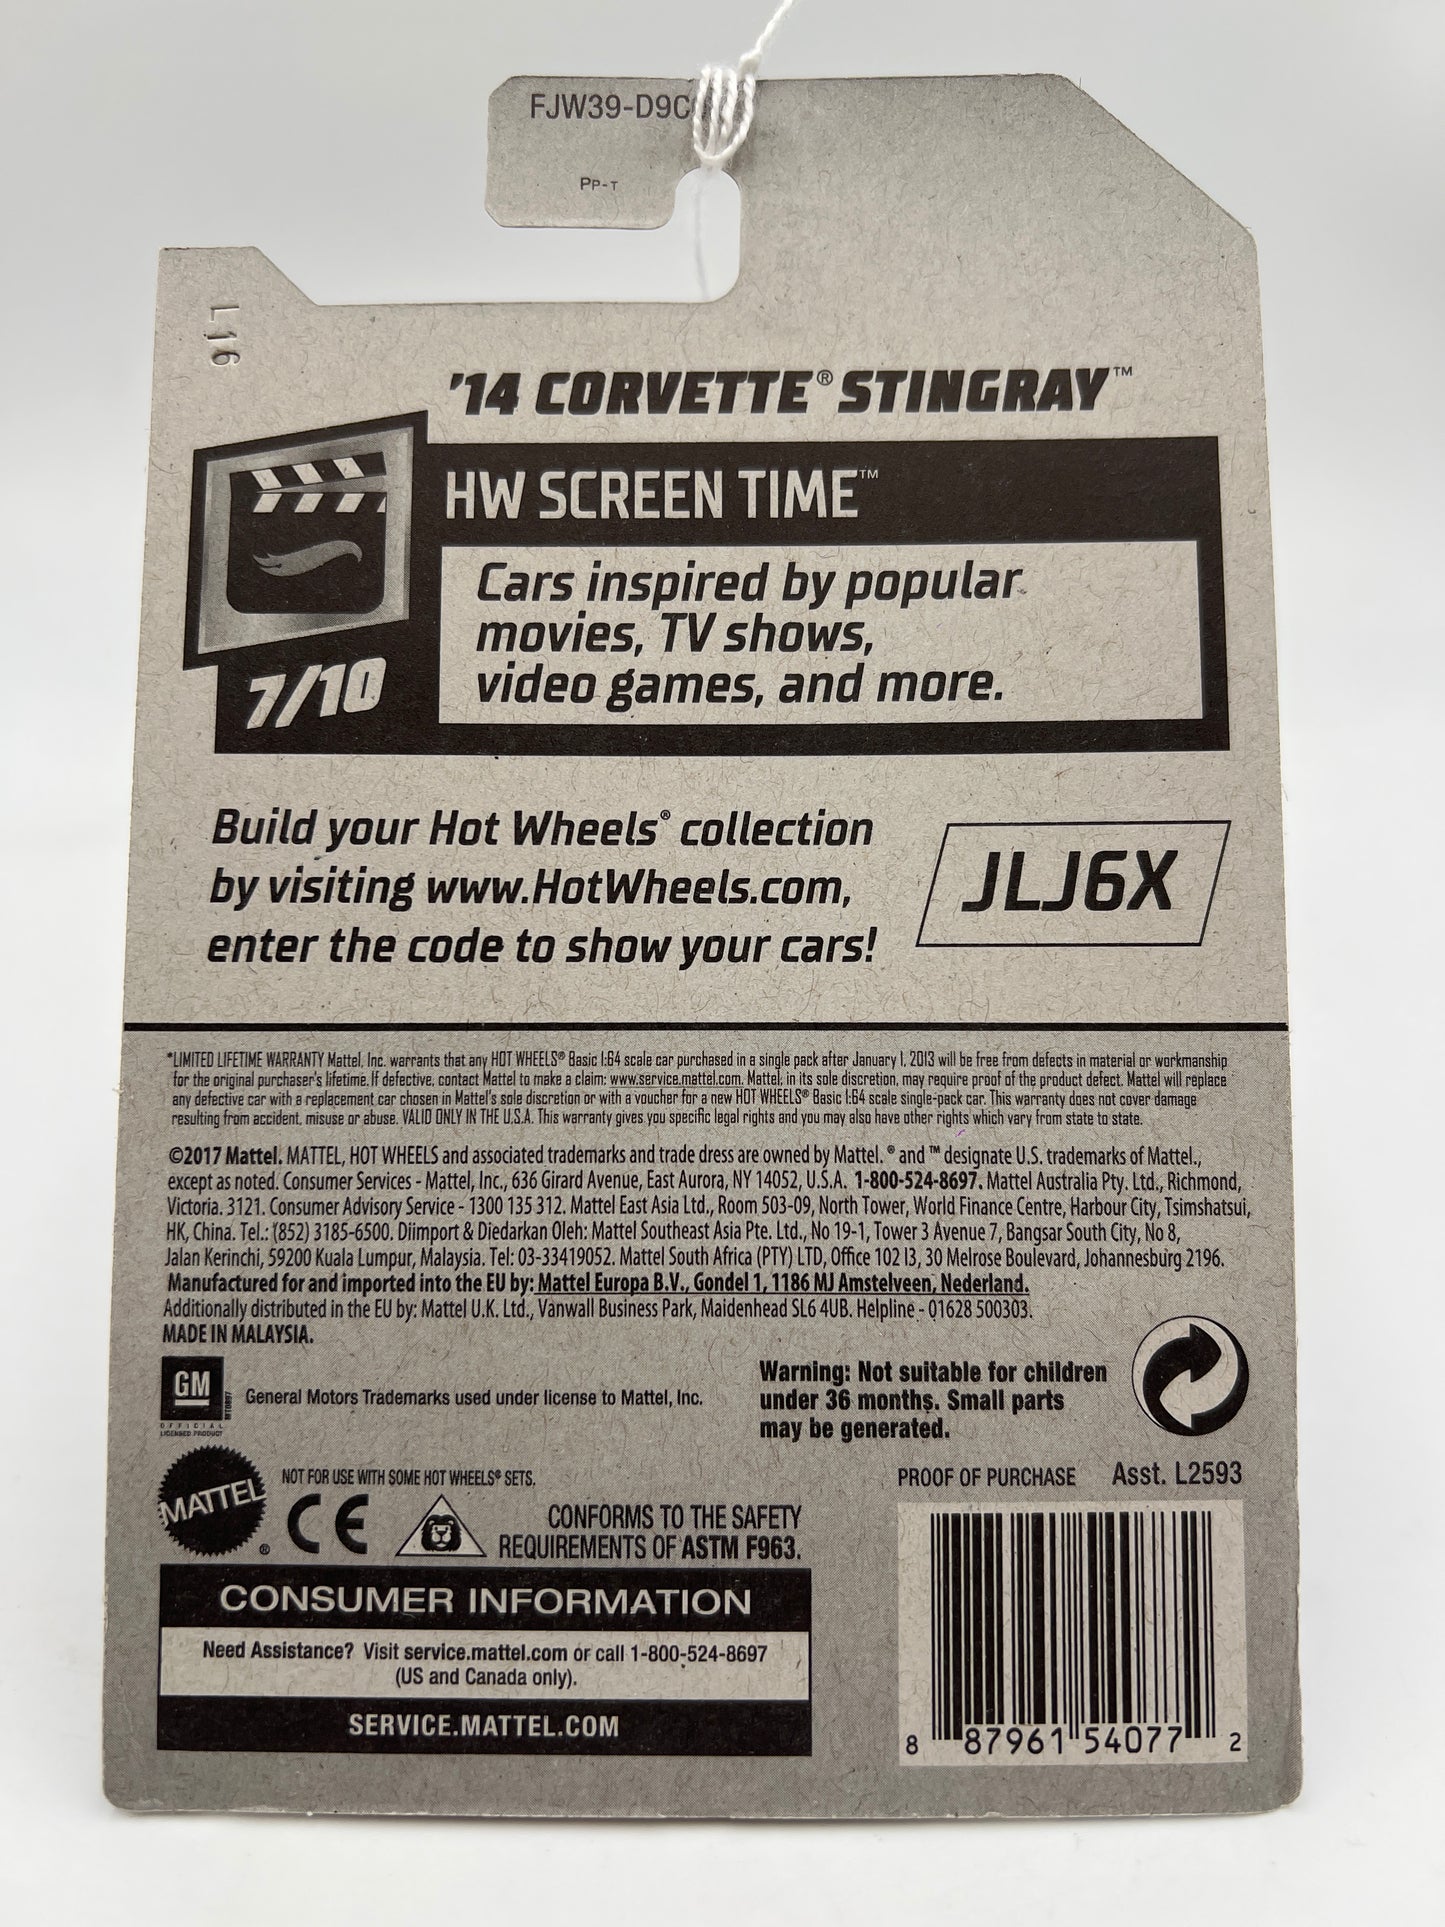 FJW39-D9C
PP-T
L 16
'14 CORVETTE® STINGRAY™
HW SCREEN TIME™
Cars inspired by popular
movies, TV shows,
video games, and more.
7/10
Build your Hot Wheels® collection
by visiting www.HotWheels.com,
enter the code to show your cars!
JLJ6X
*LIMITED LIFETIME WARRANTY Mattel, Inc. warrants that any HOT WHEELS® Basic 1:64 scale car purchased in a single pack after January 1, 2013 will be free from defects in material or workmanship
for the original purchaser's lifetime. If defective, contact Mattel to make a claim: www.service.mattel.com. Mattel, in its sole discretion, may require proof of the product defect. Mattel will replace
any defective car with a replacement car chosen in Mattel's sole discretion or with a voucher for a new HOT WHEELS® Basic 1:64 scale single-pack car. This warranty does not cover damage
resulting from accident, misuse or abuse. VALID ONLY IN THE U.S.A. This warranty gives you specific legal rights and you may also have other rights which vary from state to state.
©2017 Mattel. MATTEL, HOT WHEELS and associated trademarks and trade dress are owned by Mattel. ® and ™ designate U.S. trademarks of Mattel.,
except as noted. Consumer Services - Mattel, Inc., 636 Girard Avenue, East Aurora, NY 14052, U.S.A. 1-800-524-8697. Mattel Australia Pty. Ltd., Richmond,
Victoria. 3121. Consumer Advisory Service - 1300 135 312. Mattel East Asia Ltd., Room 503-09, North Tower, World Finance Centre, Harbour City, Tsimshatsui,
HK, China. Tel.: (852) 3185-6500. Diimport & Diedarkan Oleh: Mattel Southeast Asia Pte. Ltd., No 19-1, Tower 3 Avenue 7, Bangsar South City, No 8,
Jalan Kerinchi, 59200 Kuala Lumpur, Malaysia. Tel: 03-33419052. Mattel South Africa (PTY) LTD, Office 102 I3, 30 Melrose Boulevard, Johannesburg 2196.
Manufactured for and imported into the EU by: Mattel Europa B.V., Gondel 1, 1186 MJ Amstelveen, Nederland.
Additionally distributed in the EU by: Mattel U.K. Ltd., Vanwall Business Park, Maidenhead SL6 4UB. Helpline - 01628 500303.
MADE IN MALAYSIA.
GM
OFFICIAL
LICENSED PRODUCT
General Motors Trademarks used under license to Mattel, Inc.
Warning: Not suitable for children
under 36 months. Small parts
may be generated.
MATTEL®
NOT FOR USE WITH SOME HOT WHEELS® SETS.
CE
CONFORMS TO THE SAFETY
REQUIREMENTS OF ASTM F963.
PROOF OF PURCHASE Asst. L2593
CONSUMER INFORMATION
Need Assistance? Visit service.mattel.com or call 1-800-524-8697
(US and Canada only).
SERVICE.MATTEL.COM
8 87961 54077 2